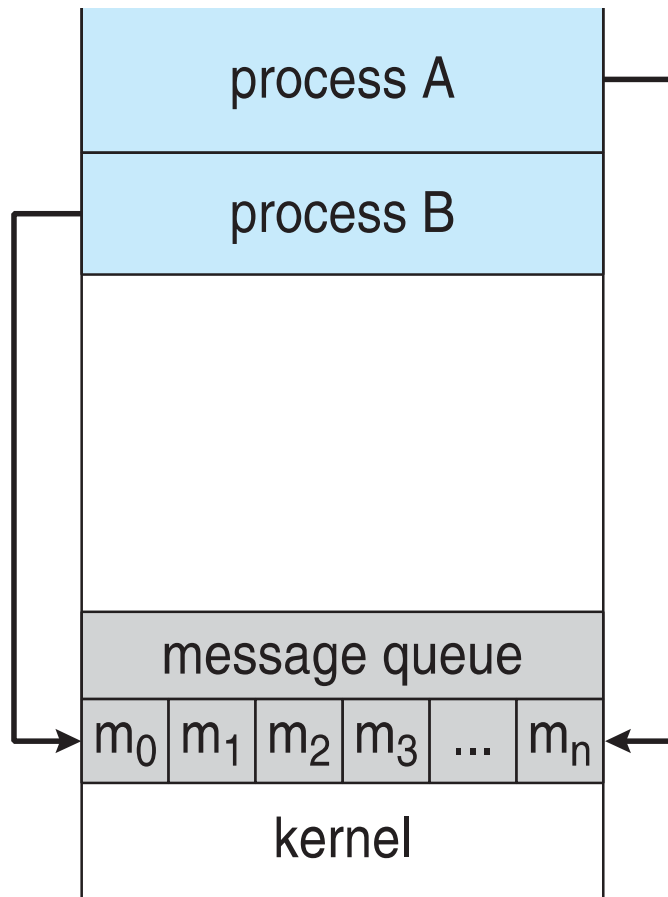 process A
process B
message queue
m₀ m₁ m₂ m₃ ... mₙ
kernel